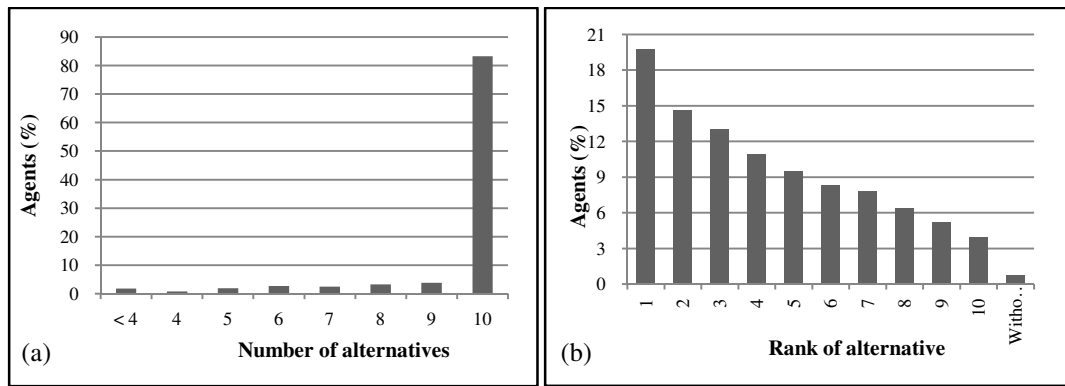 90
80
70
60
50
40
30
20
10
0
Agents (%)
< 4 4 5 6 7 8 9 10
Number of alternatives
(a)
21
18
15
12
9
6
3
0
Agents (%)
1 2 3 4 5 6 7 8 9 10 Witho…
Rank of alternative
(b)